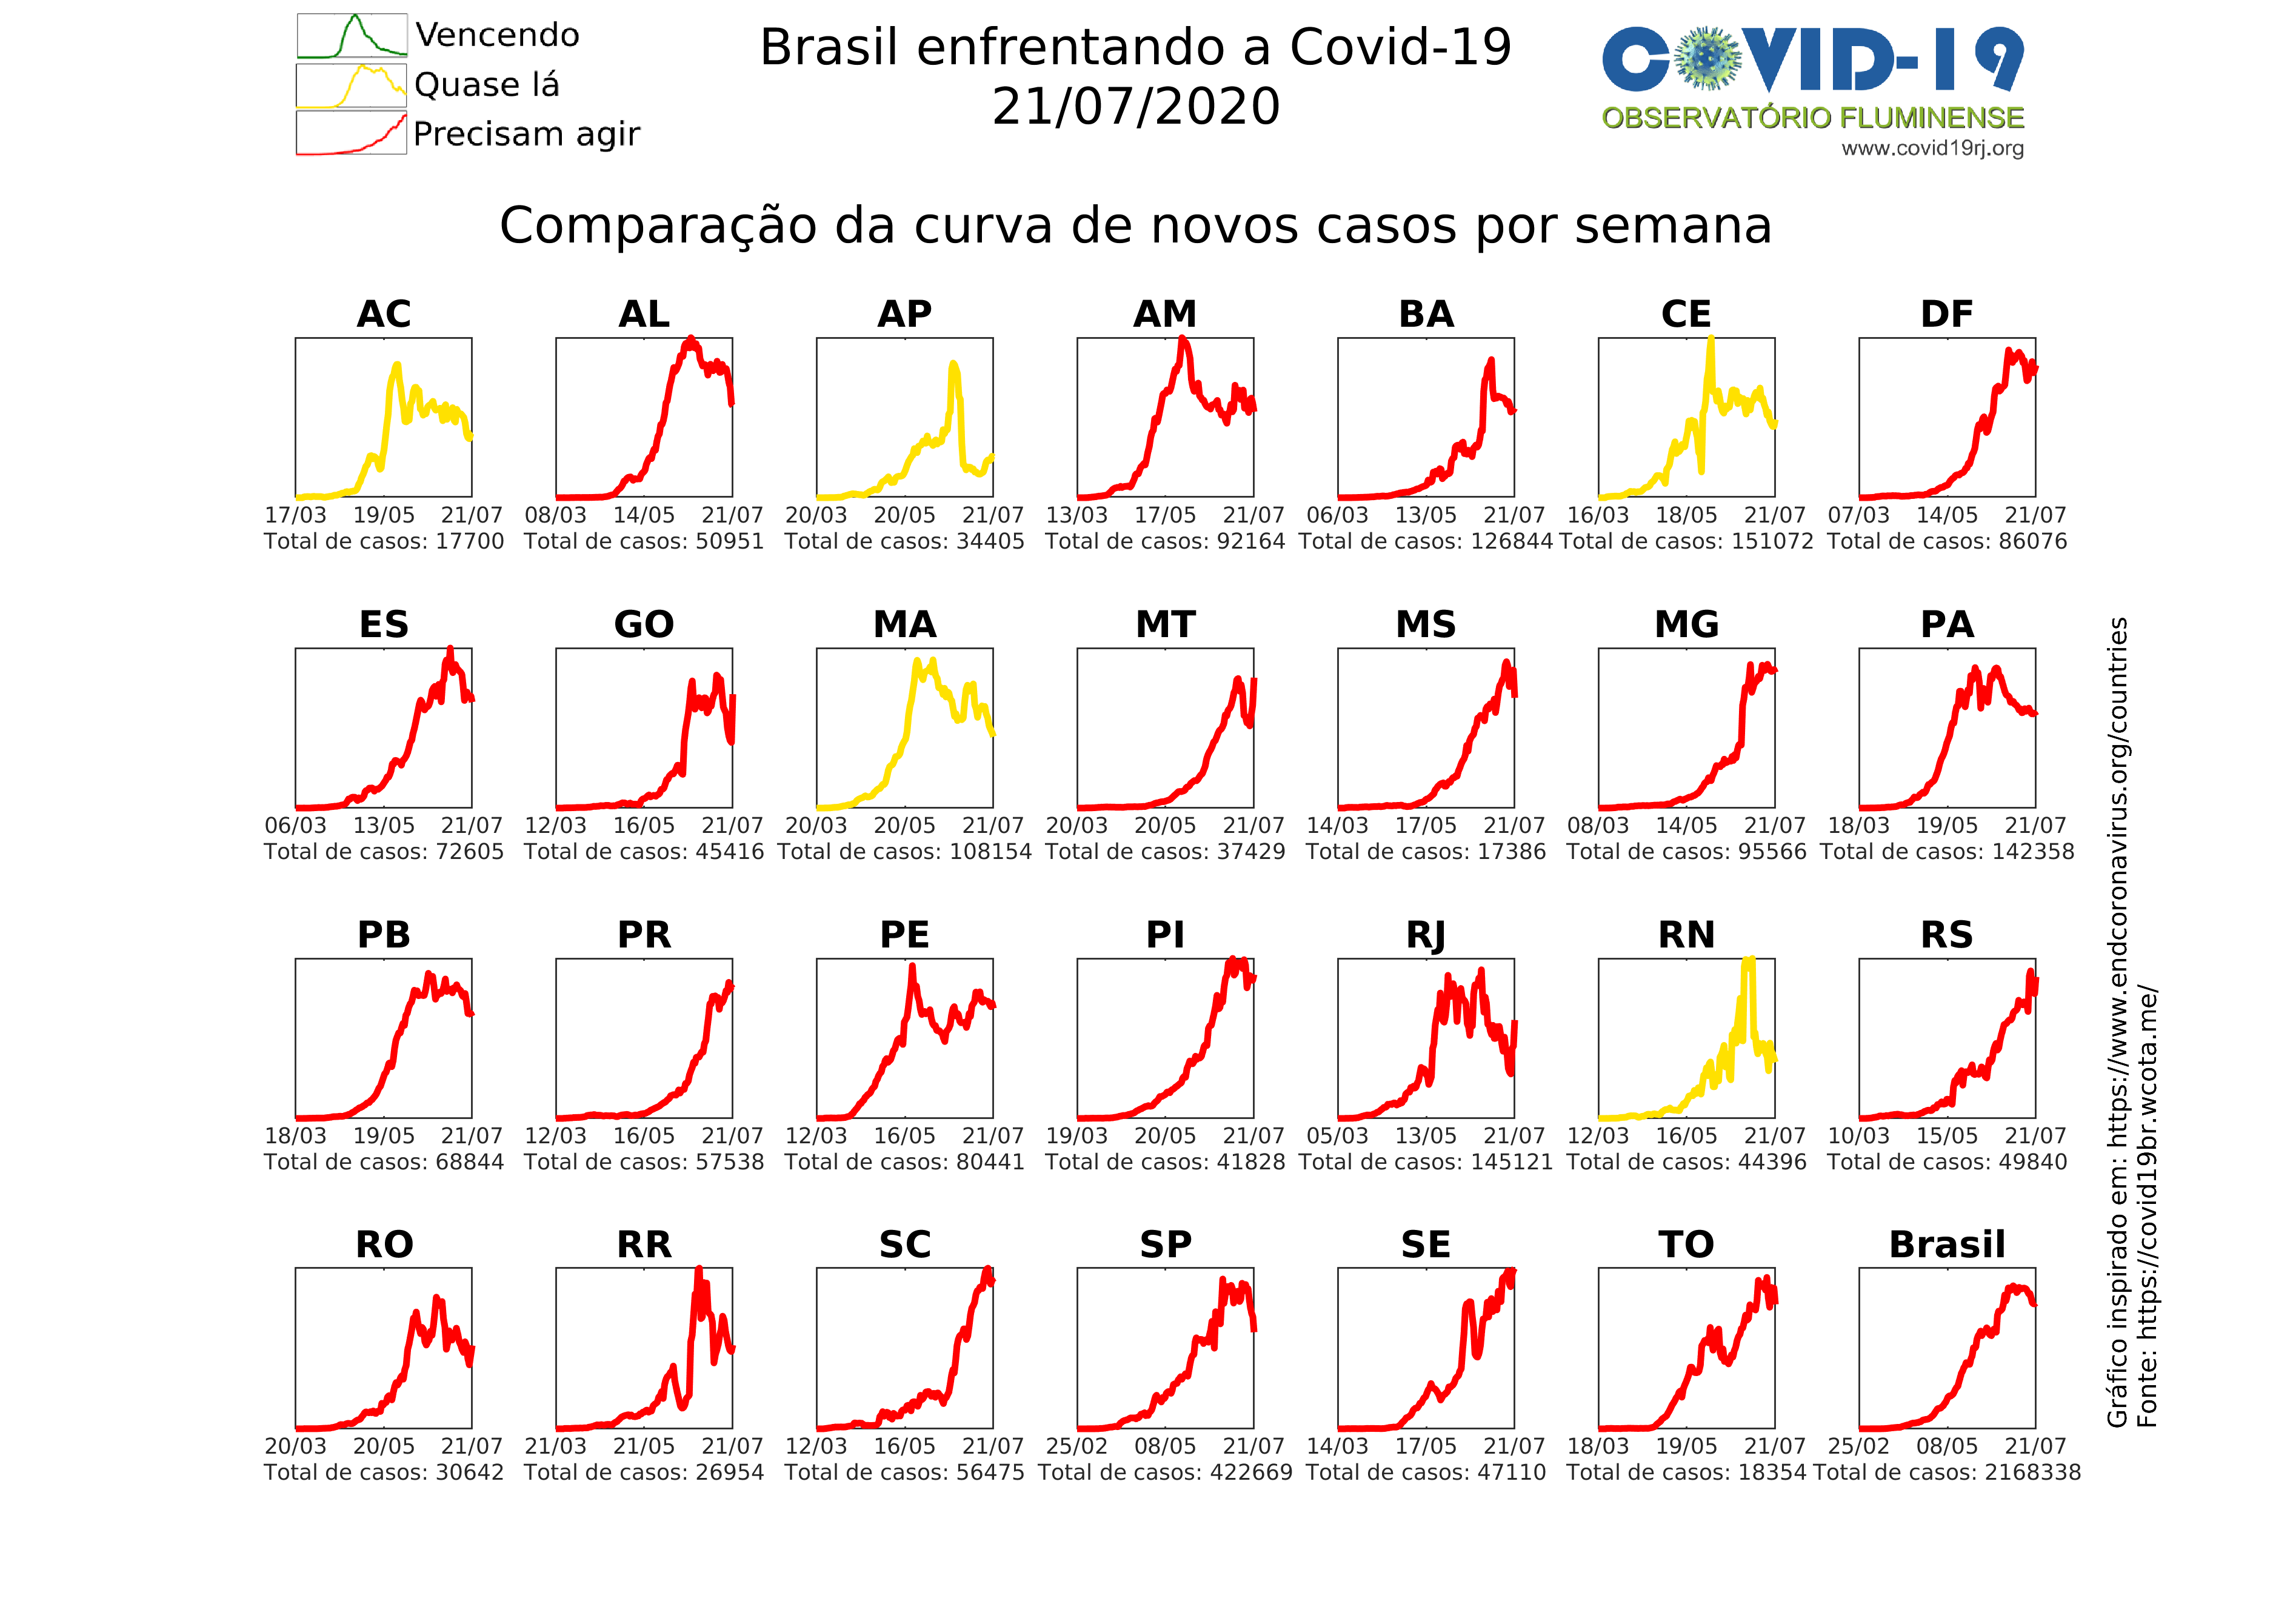 Vencendo
Quase lá
Precisam agir
Brasil enfrentando a Covid-19
21/07/2020
COVID-19
OBSERVATÓRIO FLUMINENSE
www.covid19rj.org
Comparação da curva de novos casos por semana
AC AL AP AM BA CE DF
17/03 19/05 21/07 08/03 14/05 21/07 20/03 20/05 21/07 13/03 17/05 21/07 06/03 13/05 21/07 16/03 18/05 21/07 07/03 14/05 21/07
Total de casos: 17700 Total de casos: 50951 Total de casos: 34405 Total de casos: 92164 Total de casos: 126844 Total de casos: 151072 Total de casos: 86076
ES GO MA MT MS MG PA
06/03 13/05 21/07 12/03 16/05 21/07 20/03 20/05 21/07 20/03 20/05 21/07 14/03 17/05 21/07 08/03 14/05 21/07 18/03 19/05 21/07
Total de casos: 72605 Total de casos: 45416 Total de casos: 108154 Total de casos: 37429 Total de casos: 17386 Total de casos: 95566 Total de casos: 142358
PB PR PE PI RJ RN RS
18/03 19/05 21/07 12/03 16/05 21/07 12/03 16/05 21/07 19/03 20/05 21/07 05/03 13/05 21/07 12/03 16/05 21/07 10/03 15/05 21/07
Total de casos: 68844 Total de casos: 57538 Total de casos: 80441 Total de casos: 41828 Total de casos: 145121 Total de casos: 44396 Total de casos: 49840
RO RR SC SP SE TO Brasil
20/03 20/05 21/07 21/03 21/05 21/07 12/03 16/05 21/07 25/02 08/05 21/07 14/03 17/05 21/07 18/03 19/05 21/07 25/02 08/05 21/07
Total de casos: 30642 Total de casos: 26954 Total de casos: 56475 Total de casos: 422669 Total de casos: 47110 Total de casos: 18354 Total de casos: 2168338
Gráfico inspirado em: https://www.endcoronavirus.org/countries
Fonte: https://covid19br.wcota.me/